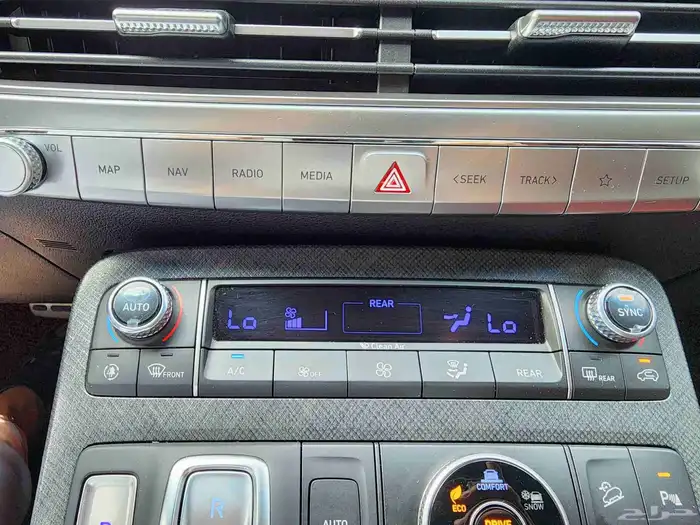 VOL MAP NAV RADIO MEDIA <SEEK TRACK> SETUP
AUTO Lo REAR Lo SYNC
Clean Air
FRONT A/C OFF REAR REAR
COMFORT
ECO SNOW
P R AUTO DRIVE
حراج